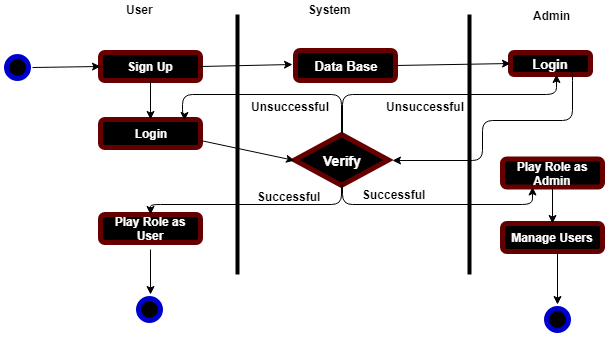 User
System
Admin
Sign Up
Data Base
Login
Unsuccessful
Unsuccessful
Login
Verify
Play Role as
Admin
Successful
Successful
Play Role as
User
Manage Users